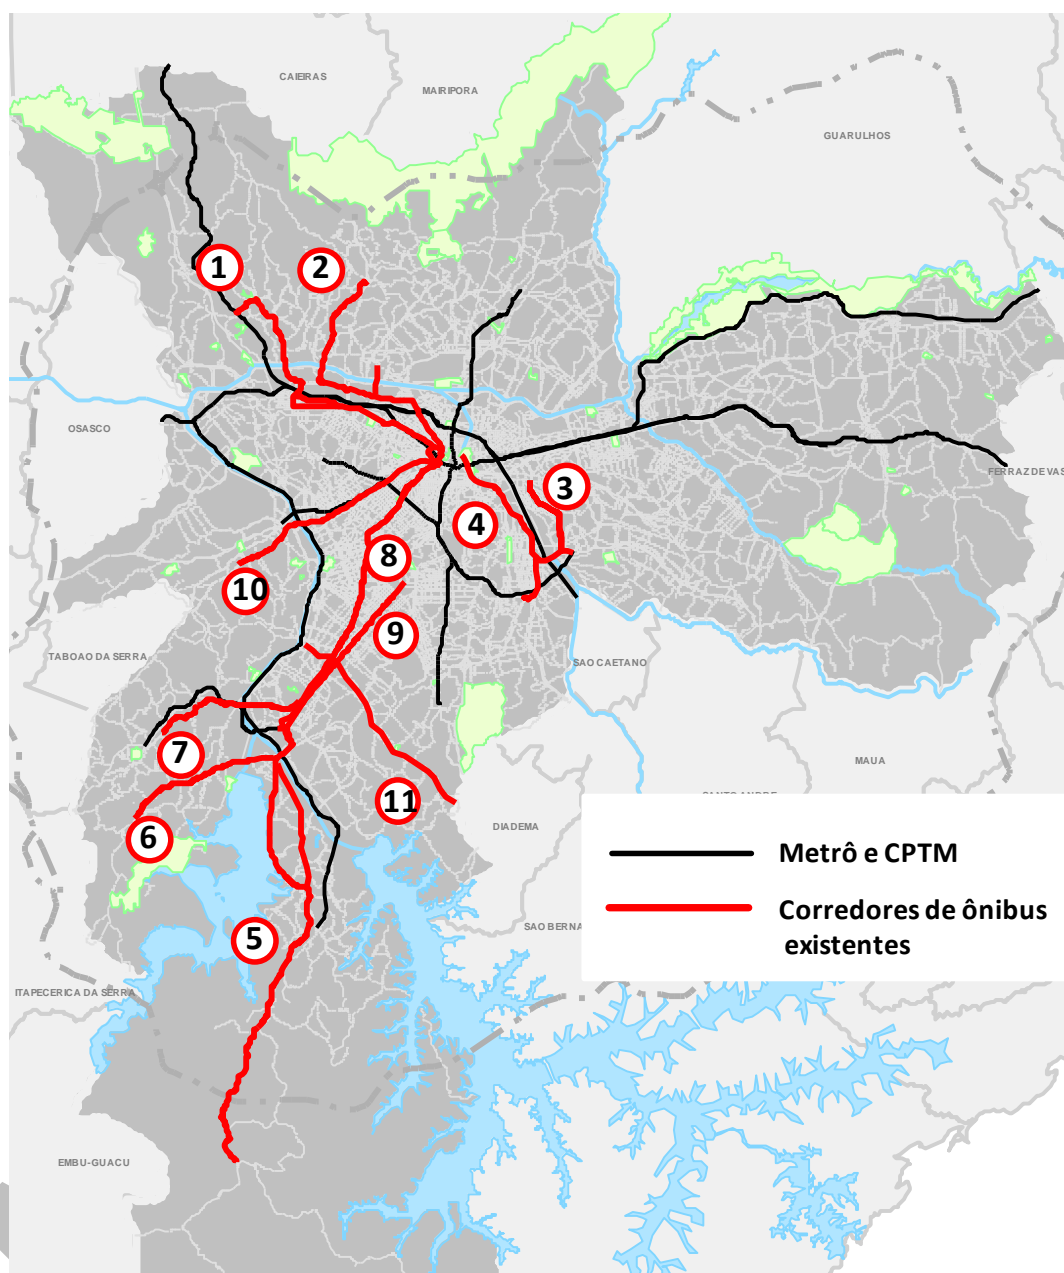 CAIEIRAS
MAIRIPORA
GUARULHOS
1
2
OSASCO
FERRAZ DE VAS
3
4
8
10
9
TABOAO DA SERRA
SAO CAETANO
7
MAUA
11
DIADEMA
6
Metrô e CPTM
Corredores de ônibus
existentes
SAO BERNA
5
ITAPECERICA DA SERRA
EMBU-GUACU